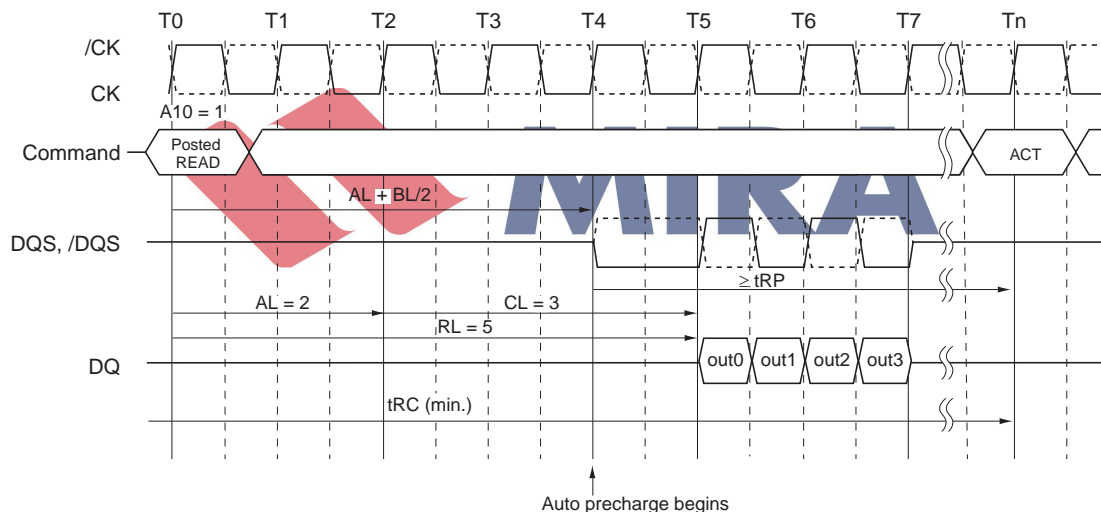 T0 T1 T2 T3 T4 T5 T6 T7 Tn
/CK
CK
A10 = 1
Command
Posted
READ
ACT
MIRA
AL + BL/2
DQS, /DQS
≥ tRP
AL = 2 CL = 3
RL = 5
DQ
out0 out1 out2 out3
tRC (min.)
Auto precharge begins